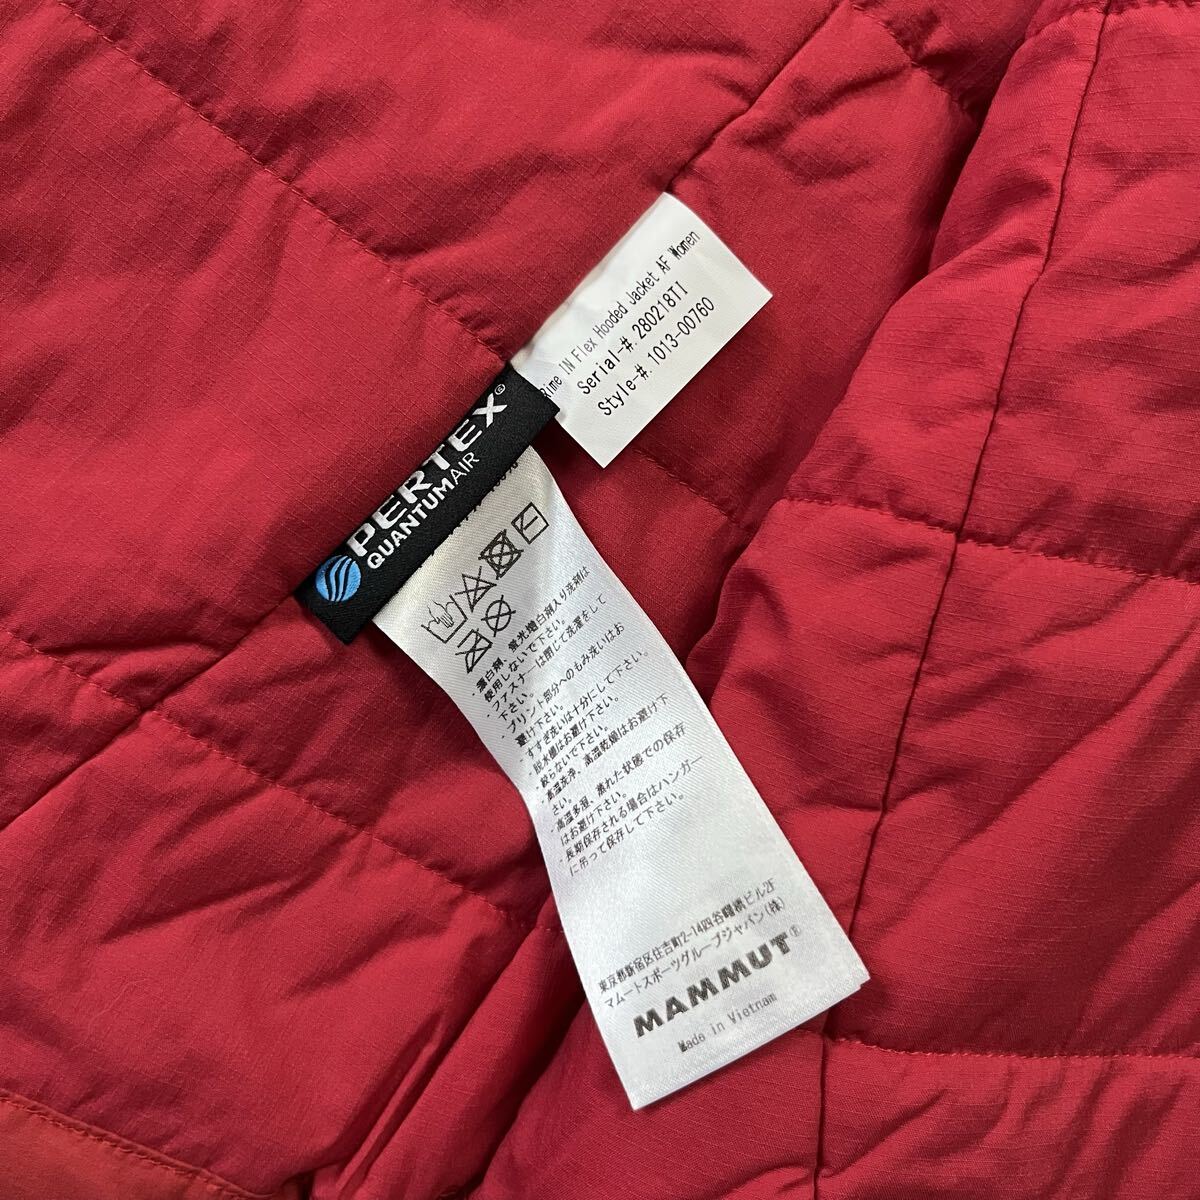 Rime IN Flex Hooded Jacket AF Women
Serial-#. 280218TI
Style-#. 1013-00760
PERTEX®
QUANTUMAIR
・漂白剤、蛍光増白剤入り洗剤は
使用しないで下さい。
・ファスナーは閉じて洗濯をして
下さい。
・プリント部分へのもみ洗いはお
避け下さい。
・すすぎ洗いは十分にして下さい。
・脱水機はお避け下さい。
・絞らないで下さい。
・高温洗浄、高温乾燥はお避け下
さい。
・高温多湿、蒸れた状態での保存
はお避け下さい。
・長期保存される場合はハンガー
に吊って保存して下さい。
東京都新宿区住吉町2-14四谷曙橋ビル2F
マムートスポーツグループジャパン(株)
MAMMUT®
Made in Vietnam